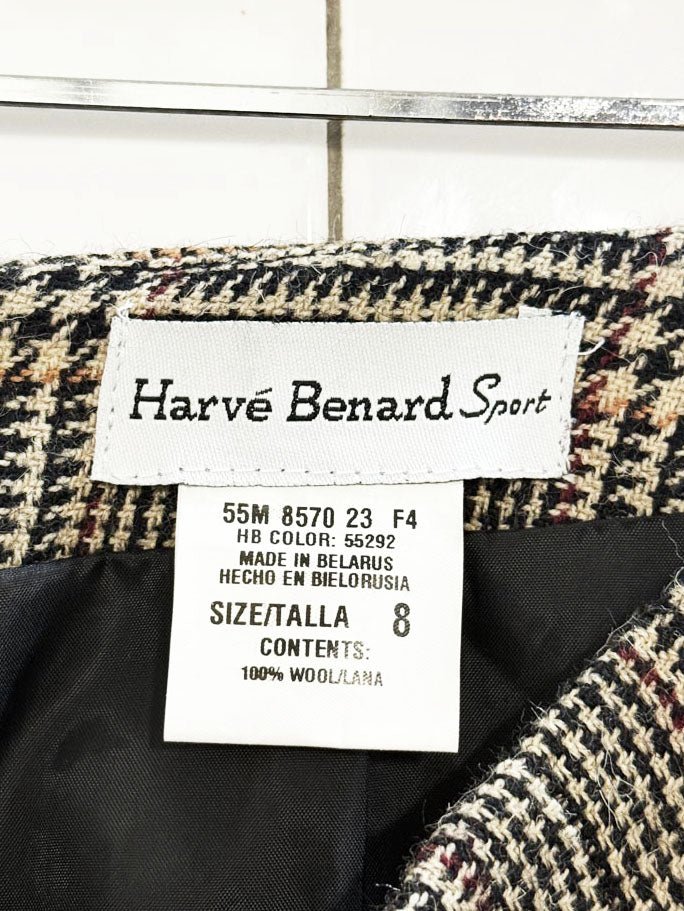 Harvé Benard Sport
55M 8570 23 F4
HB COLOR: 55292
MADE IN BELARUS
HECHO EN BIELORUSIA
SIZE/TALLA 8
CONTENTS:
100% WOOL/LANA